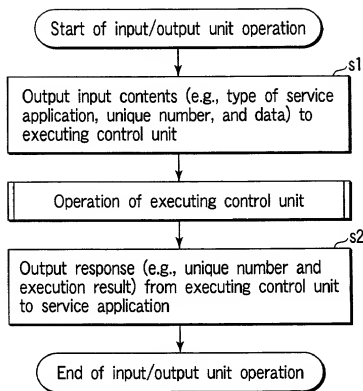 Start of input/output unit operation
s1
Output input contents (e.g., type of service
application, unique number, and data) to
executing control unit
Operation of executing control unit
s2
Output response (e.g., unique number and
execution result) from executing control unit
to service application
End of input/output unit operation